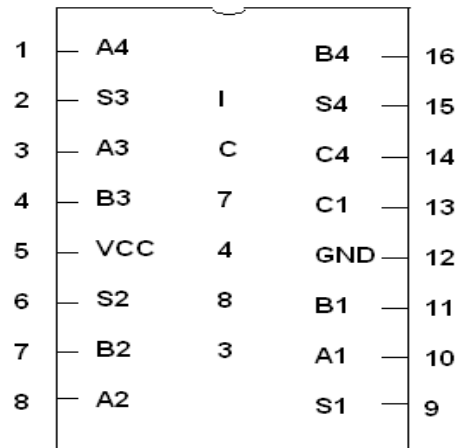 1 A4 B4 16
2 S3 I S4 15
3 A3 C C4 14
4 B3 7 C1 13
5 VCC 4 GND 12
6 S2 8 B1 11
7 B2 3 A1 10
8 A2 S1 9